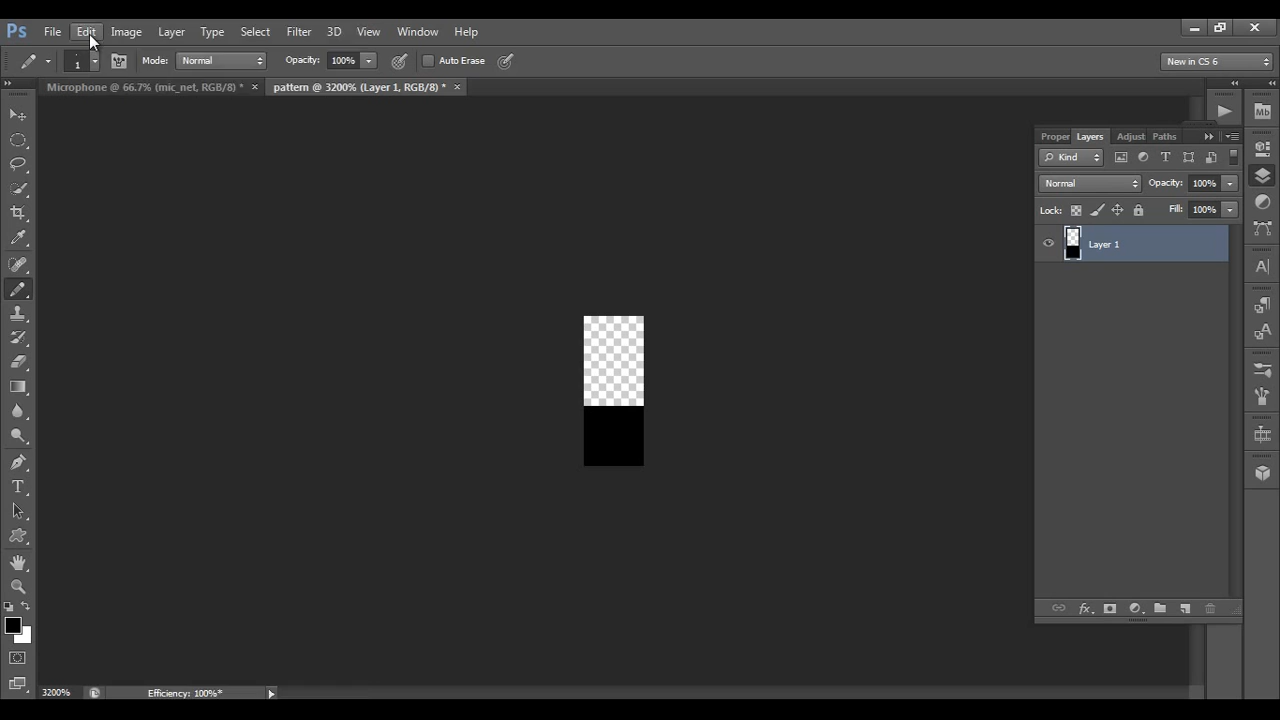 Ps File Edit Image Layer Type Select Filter 3D View Window Help
1 Mode: Normal Opacity: 100% Auto Erase New in CS 6
Microphone @ 66.7% (mic_net, RGB/8) * × pattern @ 3200% (Layer 1, RGB/8) * ×
Proper Layers Adjust Paths
Kind T
Normal Opacity: 100%
Lock: Fill: 100%
Layer 1
fx
3200% Efficiency: 100%*
Mb
A
T